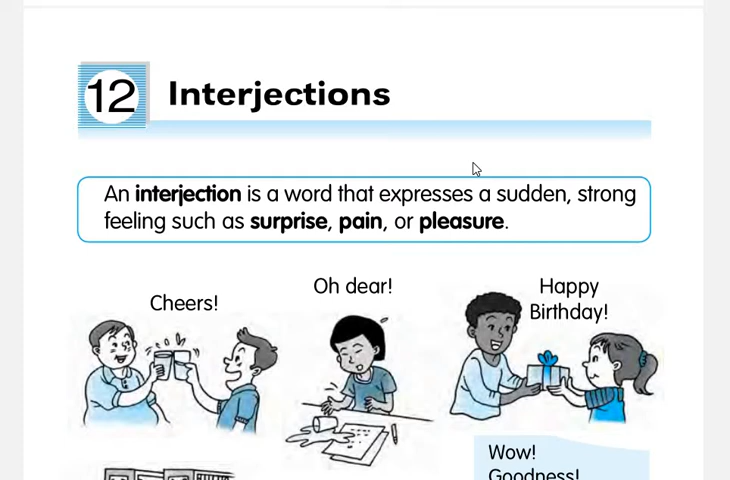 12 Interjections
An interjection is a word that expresses a sudden, strong
feeling such as surprise, pain, or pleasure.
Cheers!
Oh dear!
Happy
Birthday!
Wow!
Goodness!